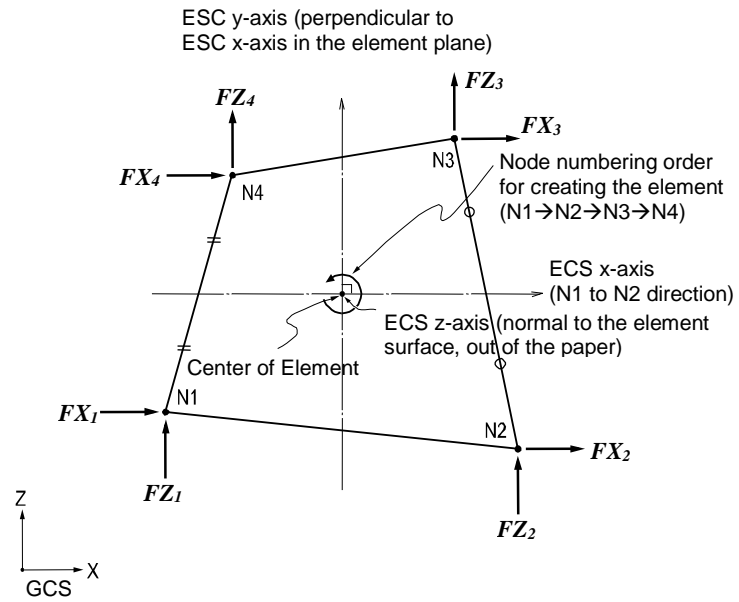 ESC y-axis (perpendicular to
ESC x-axis in the element plane)
FZ4
FZ3
FX3
FX4
N4
N3
Node numbering order
for creating the element
(N1→N2→N3→N4)
ECS x-axis
(N1 to N2 direction)
ECS z-axis (normal to the element
surface, out of the paper)
Center of Element
N1
FX1
N2
FX2
FZ1
FZ2
Z
X
GCS